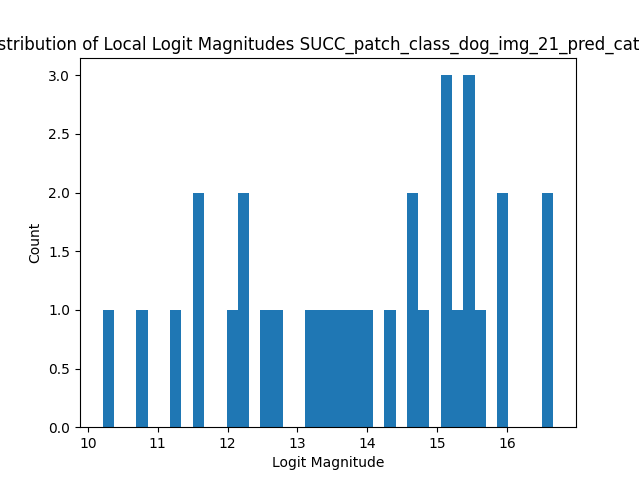 stribution of Local Logit Magnitudes SUCC_patch_class_dog_img_21_pred_cat
3.0
2.5
2.0
1.5
1.0
0.5
0.0
Count
10 11 12 13 14 15 16
Logit Magnitude